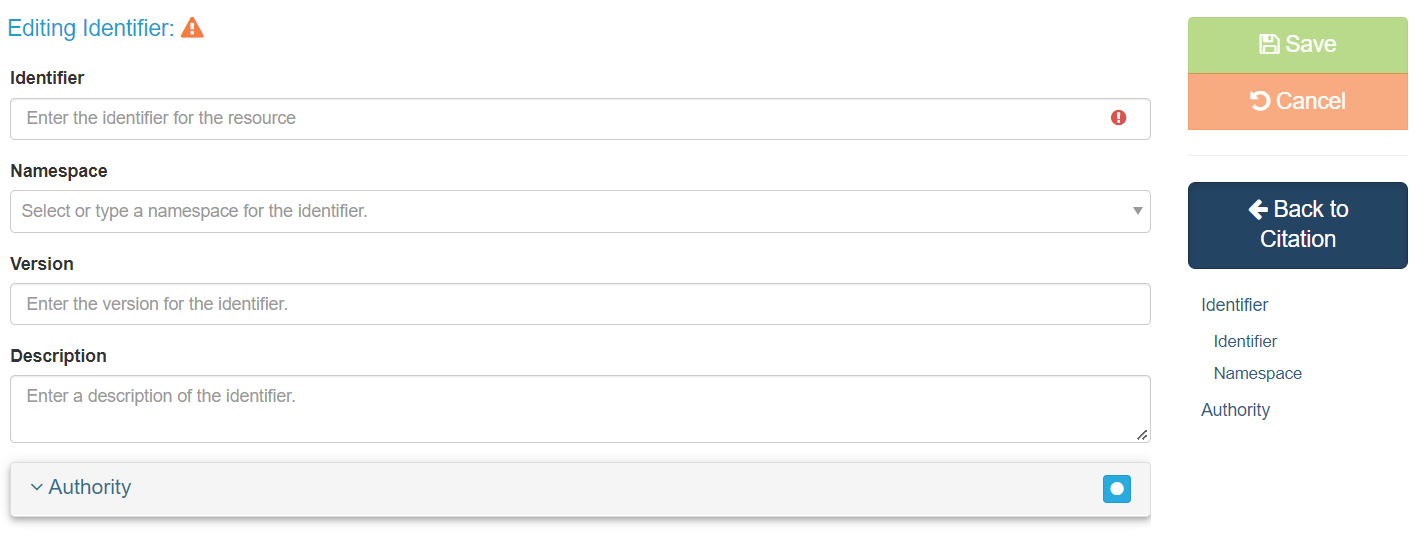 Editing Identifier:
Identifier
Enter the identifier for the resource
Namespace
Select or type a namespace for the identifier.
Version
Enter the version for the identifier.
Description
Enter a description of the identifier.
Authority
Save
Cancel
Back to
Citation
Identifier
Identifier
Namespace
Authority